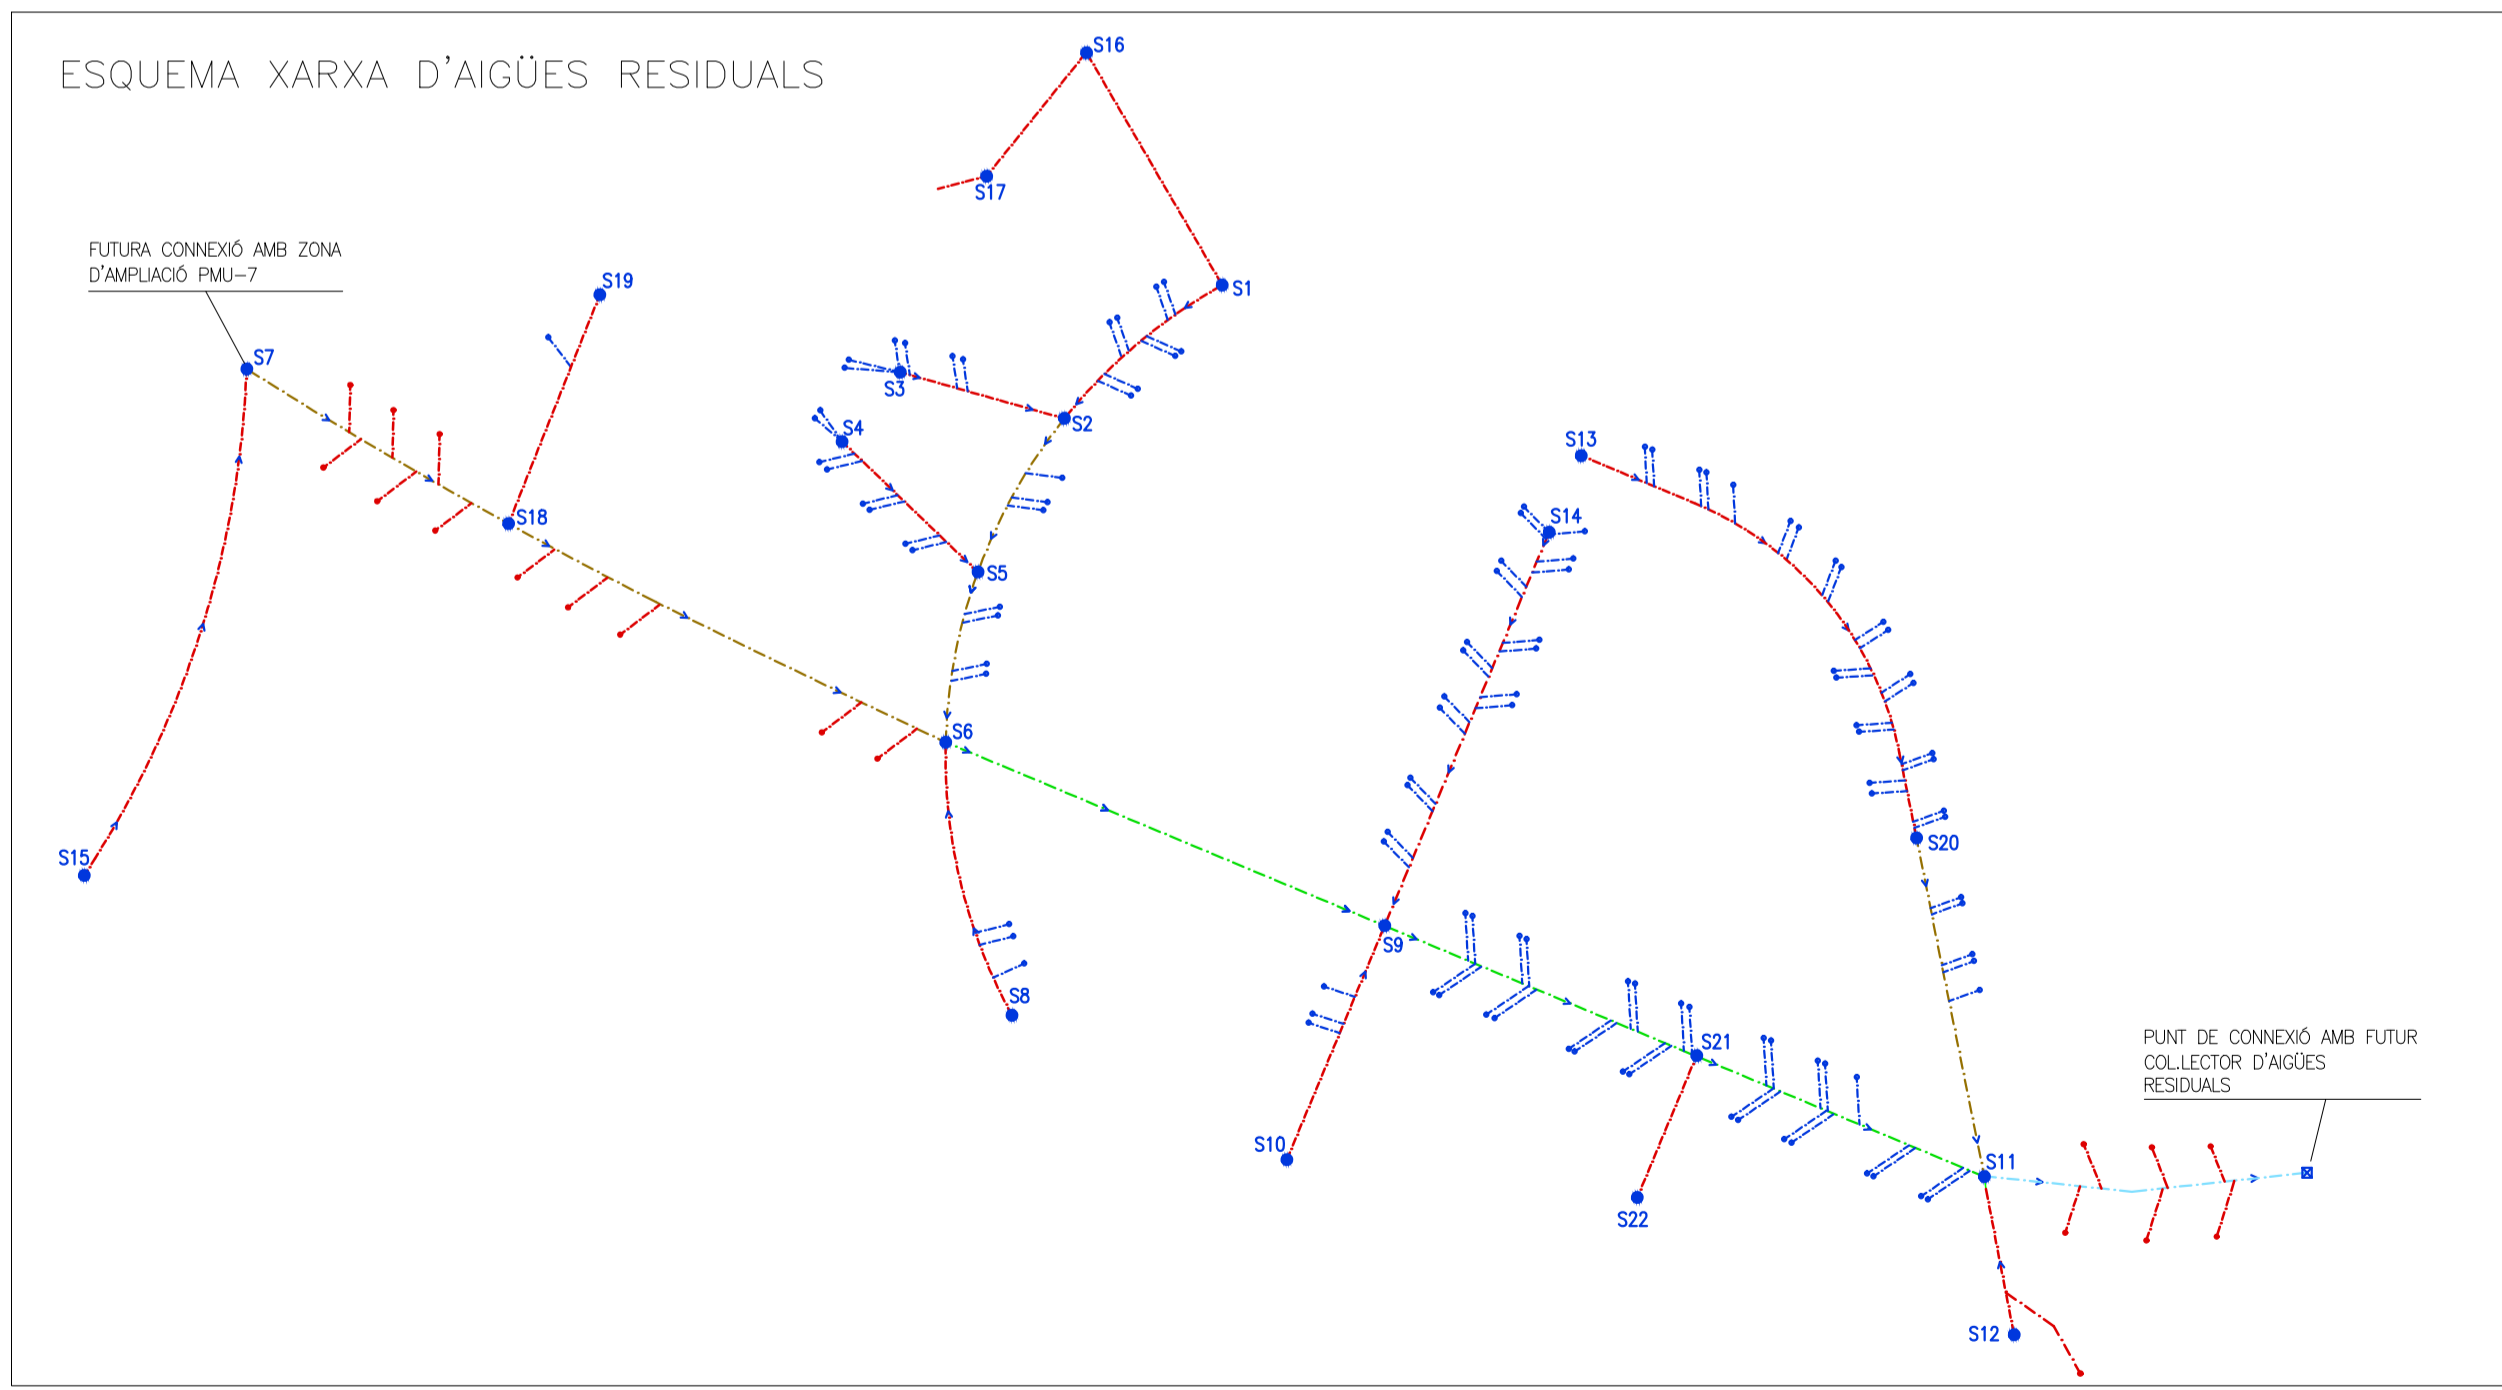 ESQUEMA XARXA D'AIGÜES RESIDUALS
S16
S17
FUTURA CONNEXIÓ AMB ZONA
D'AMPLIACIÓ PMU-7
S19
S1
S7
S3
S2
S4
S13
S18
S14
S5
S6
S15
S20
S9
S8
S21
PUNT DE CONNEXIÓ AMB FUTUR
COL.LECTOR D'AIGÜES
RESIDUALS
S10
S11
S22
S12